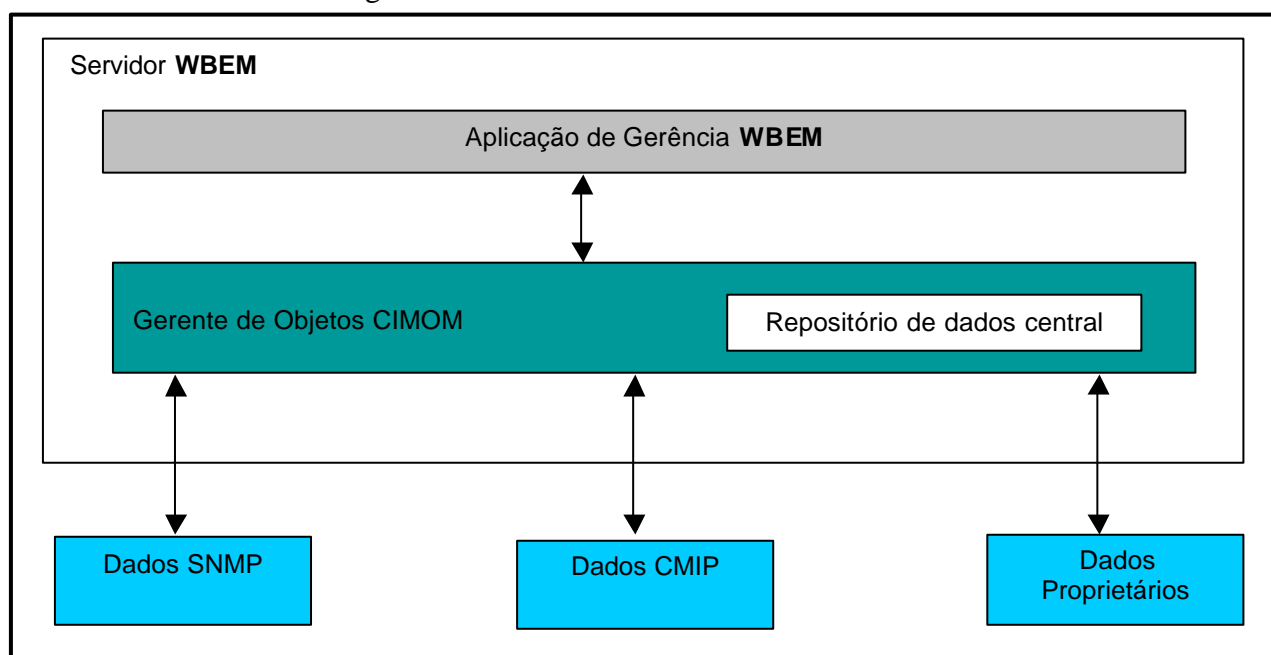 Servidor WBEM
Aplicação de Gerência WBEM
Gerente de Objetos CIMOM
Repositório de dados central
Dados SNMP
Dados CMIP
Dados
Proprietários